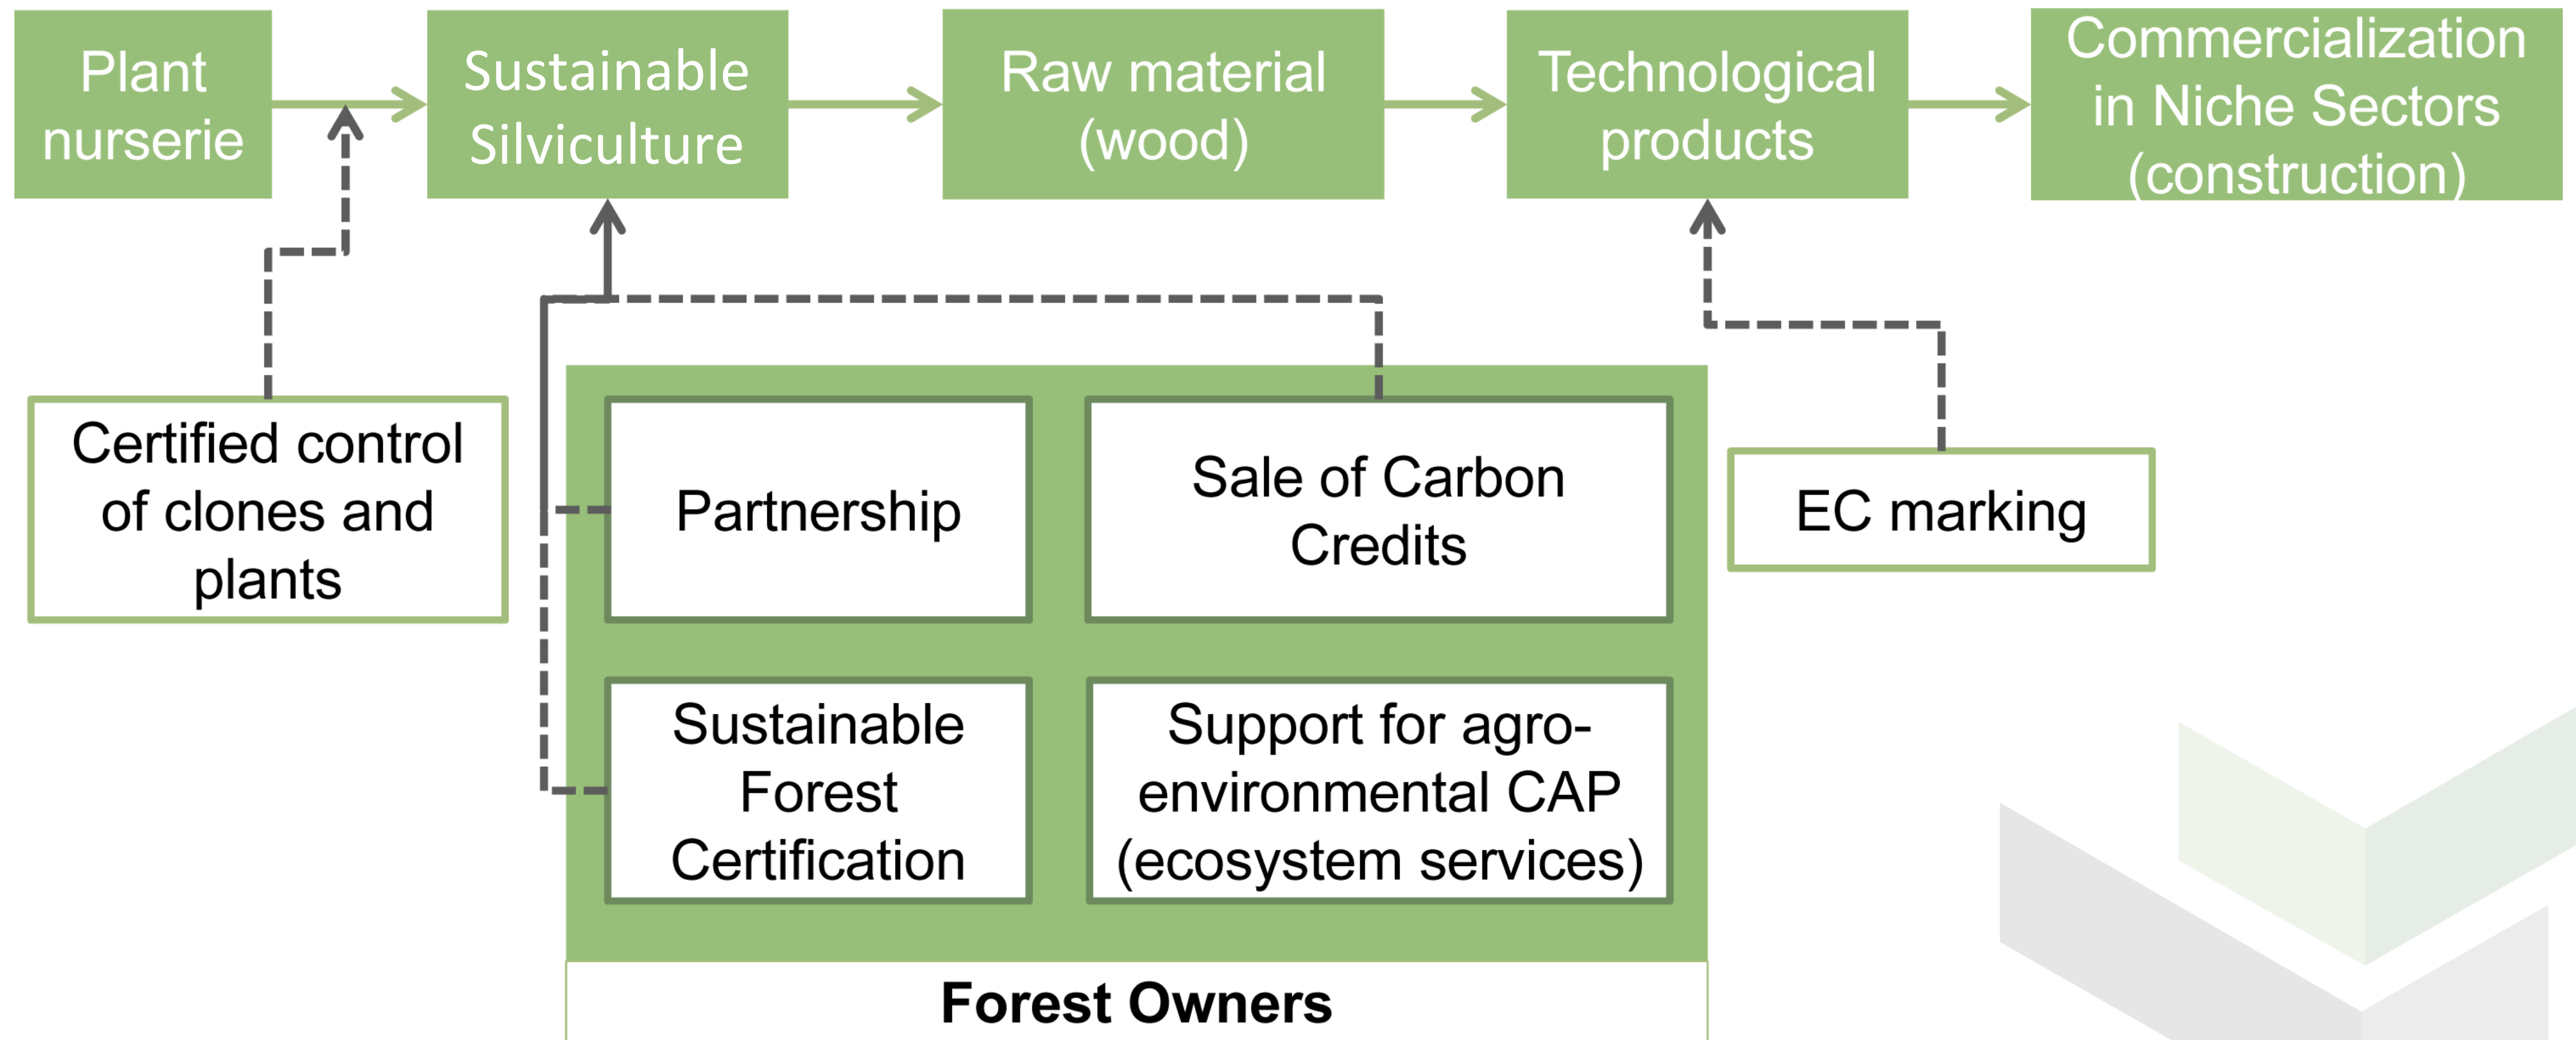 Plant
nurserie
Sustainable
Silviculture
Raw material
(wood)
Technological
products
Commercialization
in Niche Sectors
(construction)
Certified control
of clones and
plants
Partnership
Sale of Carbon
Credits
EC marking
Sustainable
Forest
Certification
Support for agro-
environmental CAP
(ecosystem services)
Forest Owners